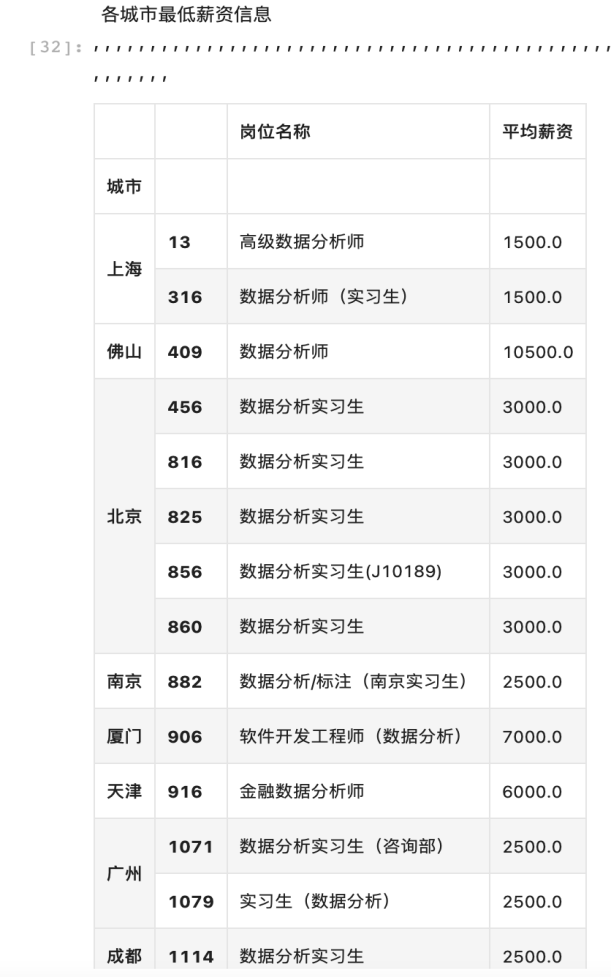 各城市最低薪资信息
[32]: ' ' ' ' ' ' ' ' ' ' ' ' ' ' ' ' ' ' ' ' ' ' ' ' ' ' ' ' ' ' ' ' ' ' ' ' ' ' ' ' ' ' ' ' ' '
' ' ' ' ' ' '
岗位名称 平均薪资
城市
上海 13 高级数据分析师 1500.0
316 数据分析师（实习生） 1500.0
佛山 409 数据分析师 10500.0
北京 456 数据分析实习生 3000.0
816 数据分析实习生 3000.0
825 数据分析实习生 3000.0
856 数据分析实习生(J10189) 3000.0
860 数据分析实习生 3000.0
南京 882 数据分析/标注（南京实习生） 2500.0
厦门 906 软件开发工程师（数据分析） 7000.0
天津 916 金融数据分析师 6000.0
广州 1071 数据分析实习生（咨询部） 2500.0
1079 实习生（数据分析） 2500.0
成都 1114 数据分析实习生 2500.0